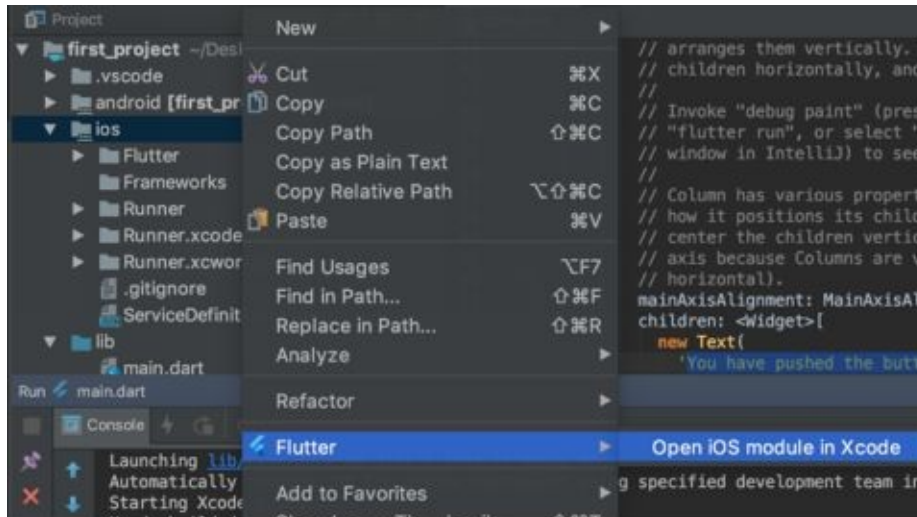 Project
first_project ~/Des
.vscode
android [first_pr
ios
Flutter
Frameworks
Runner
Runner.xcode
Runner.xcwor
.gitignore
ServiceDefinit
lib
main.dart
New
Cut ⌘X
Copy ⌘C
Copy Path ⇧⌘C
Copy as Plain Text
Copy Relative Path ⌥⇧⌘C
Paste ⌘V
Find Usages ⌥F7
Find in Path... ⇧⌘F
Replace in Path... ⇧⌘R
Analyze
Refactor
Flutter
Add to Favorites
Open iOS module in Xcode
// arranges them vertically.
// children horizontally, and
//
// Invoke "debug paint" (pres
// "flutter run", or select
// window in IntelliJ) to see
//
// Column has various propert
// how it positions its child
// center the children vertic
// axis because Columns are v
// horizontal).
mainAxisAlignment: MainAxisAl
children: <Widget>[
new Text(
'You have pushed the butt
Run main.dart
Console
Launching lib/
Automatically
g specified development team in
Starting Xcode